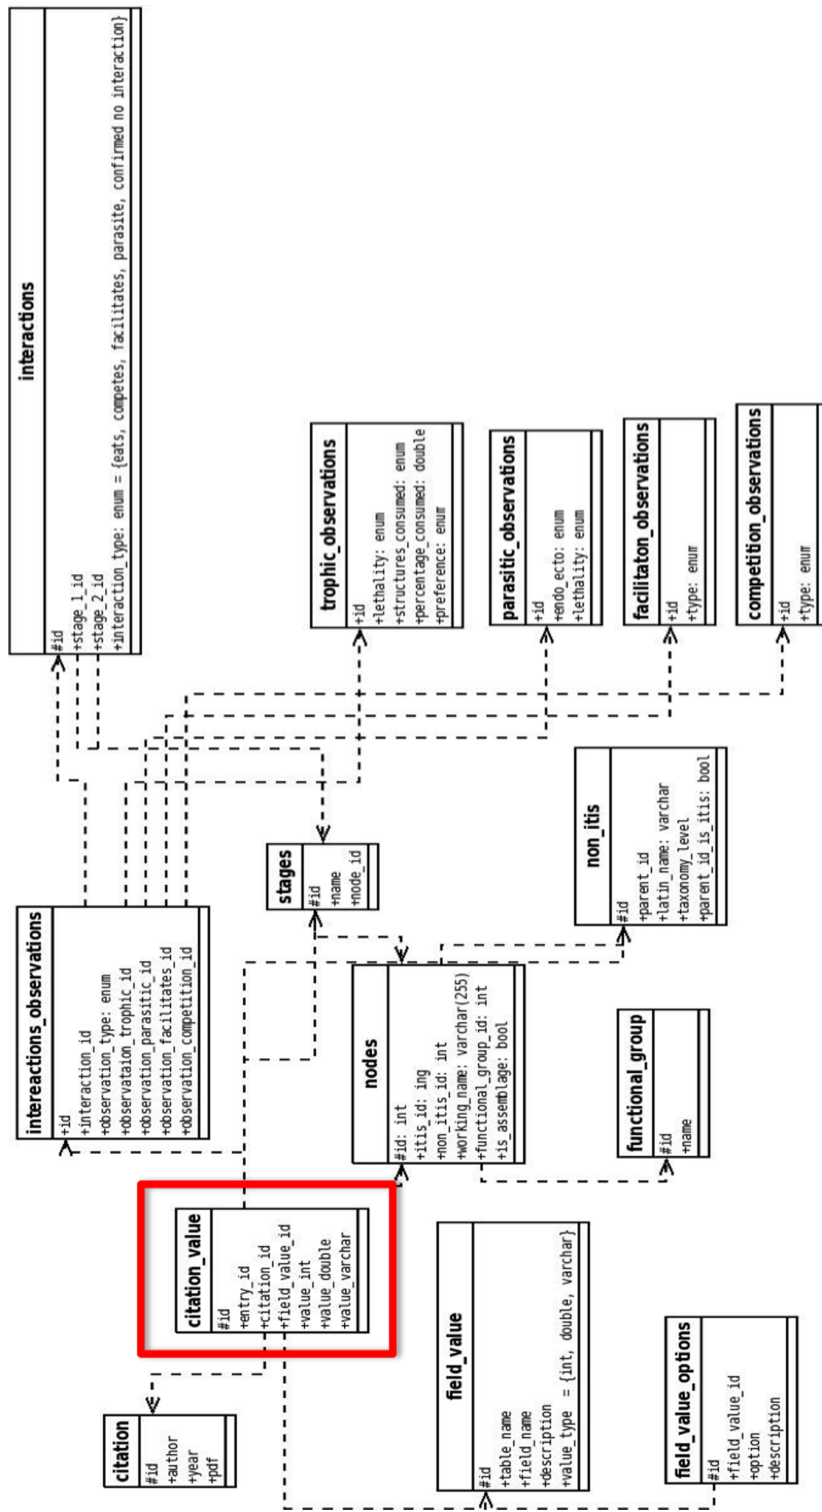 interactions
#id
+stage_1_id
+stage_2_id
+interaction_type: enum = {eats, competes, facilitates, parasite, confirmed no interaction}
intereactions_observations
+id
+interaction_id
+observation_type: enum
+observataion_trophic_id
+observation_parasitic_id
+observation_facilitates_id
+observation_competition_id
stages
#id
+name
+node_id
trophic_observations
+id
+lethality: enum
+structures_consumed: enum
+percentage_consumed: double
+preference: enum
parasitic_observations
+id
+endo_ecto: enum
+lethality: enum
facilitaton_observations
+id
+type: enum
competition_observations
+id
+type: enum
non_itis
#id
+parent_id
+latin_name: varchar
+taxonomy_level
+parent_id_is_itis: bool
nodes
#id: int
+itis_id: ing
+non_itis_id: int
+working_name: varchar(255)
+functional_group_id: int
+is_assemblage: bool
functional_group
#id
+name
citation_value
#id
+entry_id
+citation_id
+field_value_id
+value_int
+value_double
+value_varchar
citation
#id
+author
+year
+pdf
field_value
#id
+table_name
+field_name
+description
+value_type = {int, double, varchar}
field_value_options
#id
+field_value_id
+option
+description